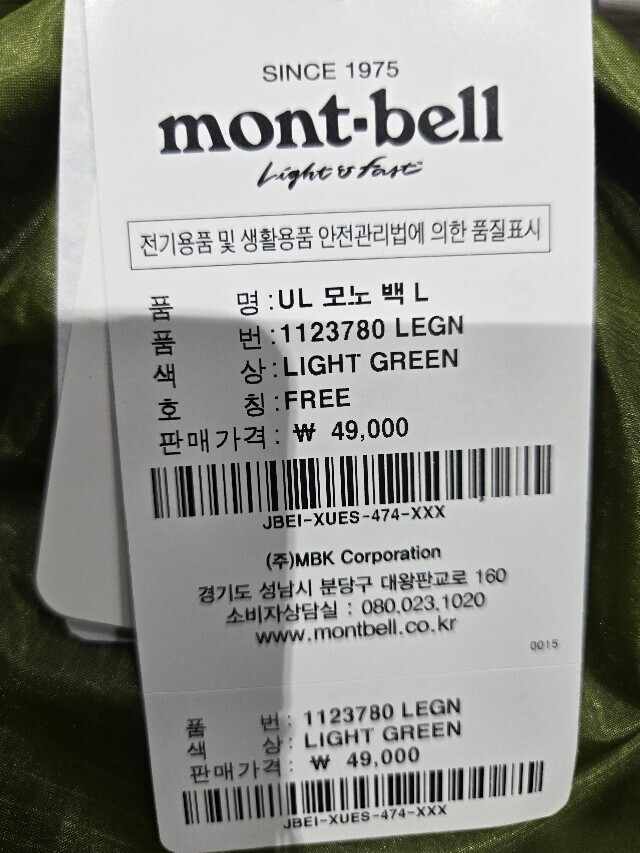 SINCE 1975
mont-bell
Light & fast
전기용품 및 생활용품 안전관리법에 의한 품질표시
품 명 : UL 모노 백 L
품 번 : 1123780 LEGN
색 상 : LIGHT GREEN
호 칭 : FREE
판매가격 : ₩ 49,000
JBEI-XUES-474-XXX
(주)MBK Corporation
경기도 성남시 분당구 대왕판교로 160
소비자상담실 : 080.023.1020
www.montbell.co.kr
0015
품 번 : 1123780 LEGN
색 상 : LIGHT GREEN
판매가격 : ₩ 49,000
JBEI-XUES-474-XXX